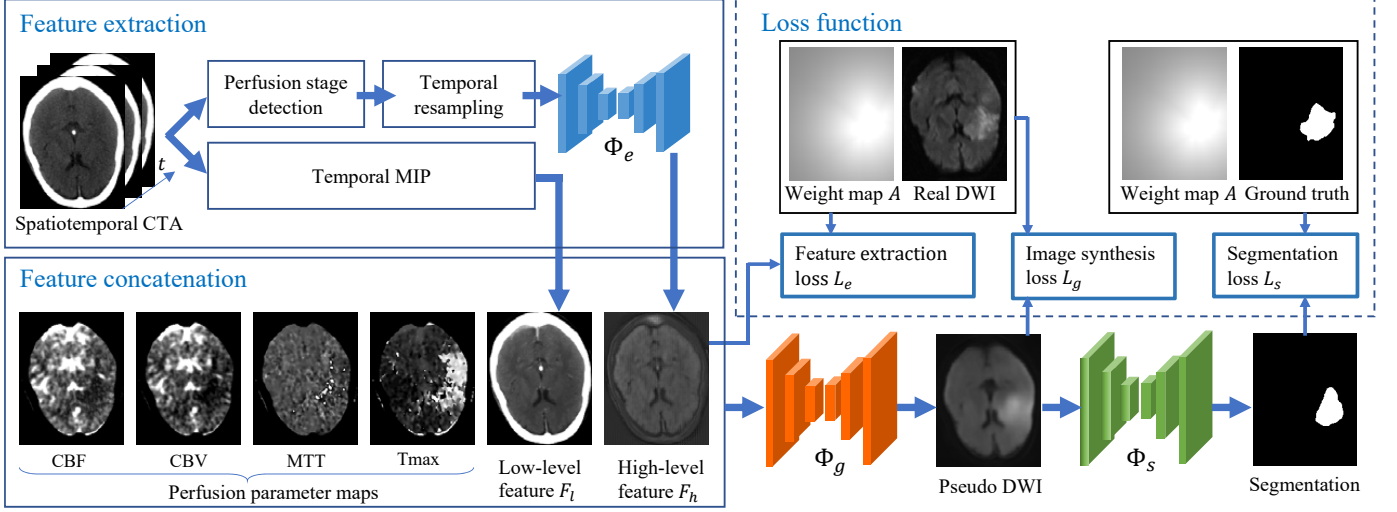 Feature extraction
Perfusion stage
detection
Temporal
resampling
Φe
Temporal MIP
t
Spatiotemporal CTA
Loss function
Weight map A
Real DWI
Weight map A
Ground truth
Feature extraction
loss Le
Image synthesis
loss Lg
Segmentation
loss Ls
Feature concatenation
CBF
CBV
MTT
Tmax
Perfusion parameter maps
Low-level
feature Fl
High-level
feature Fh
Φg
Pseudo DWI
Φs
Segmentation